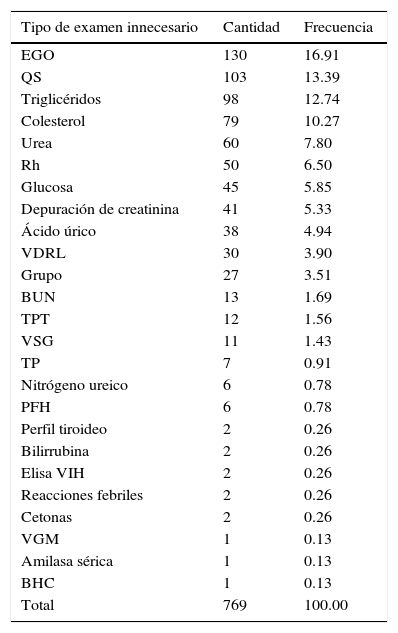 Tipo de examen innecesario Cantidad Frecuencia
EGO 130 16.91
QS 103 13.39
Triglicéridos 98 12.74
Colesterol 79 10.27
Urea 60 7.80
Rh 50 6.50
Glucosa 45 5.85
Depuración de creatinina 41 5.33
Ácido úrico 38 4.94
VDRL 30 3.90
Grupo 27 3.51
BUN 13 1.69
TPT 12 1.56
VSG 11 1.43
TP 7 0.91
Nitrógeno ureico 6 0.78
PFH 6 0.78
Perfil tiroideo 2 0.26
Bilirrubina 2 0.26
Elisa VIH 2 0.26
Reacciones febriles 2 0.26
Cetonas 2 0.26
VGM 1 0.13
Amilasa sérica 1 0.13
BHC 1 0.13
Total 769 100.00